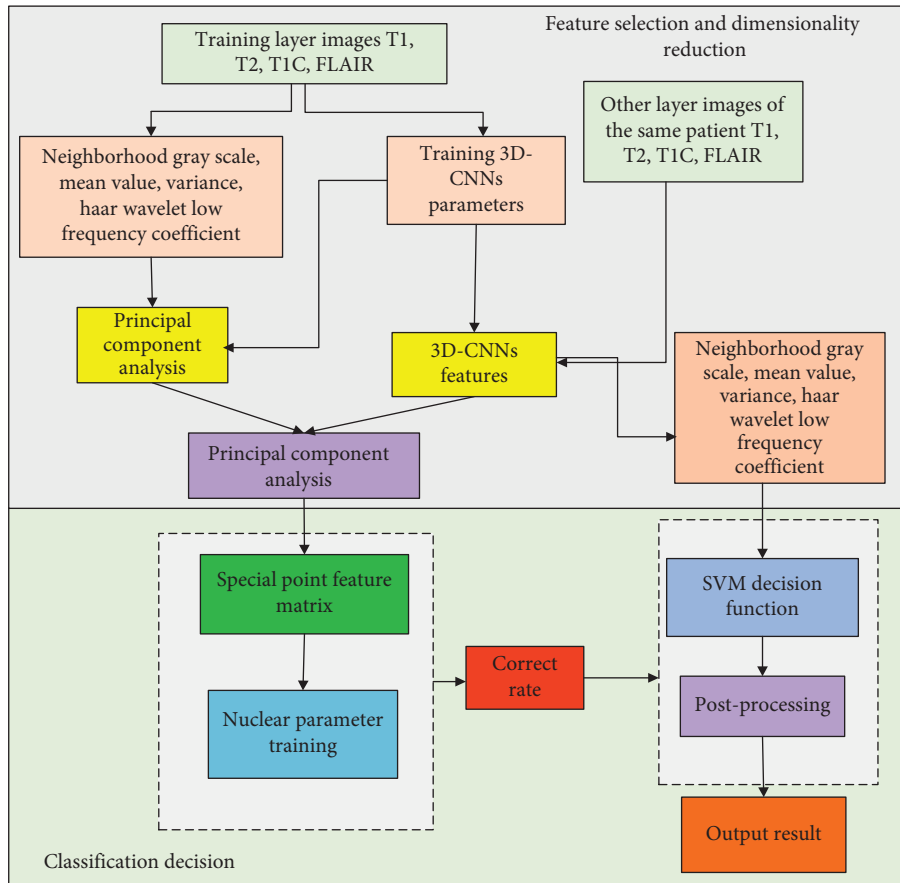 Training layer images T1,
T2, T1C, FLAIR
Feature selection and dimensionality
reduction
Other layer images of
the same patient T1,
T2, T1C, FLAIR
Neighborhood gray scale,
mean value, variance,
haar wavelet low
frequency coefficient
Training 3D-
CNNs
parameters
Principal
component
analysis
3D-CNNs
features
Neighborhood gray
scale, mean value,
variance, haar
wavelet low
frequency
coefficient
Principal component
analysis
Special point feature
matrix
SVM decision
function
Correct
rate
Nuclear parameter
training
Post-processing
Output result
Classification decision